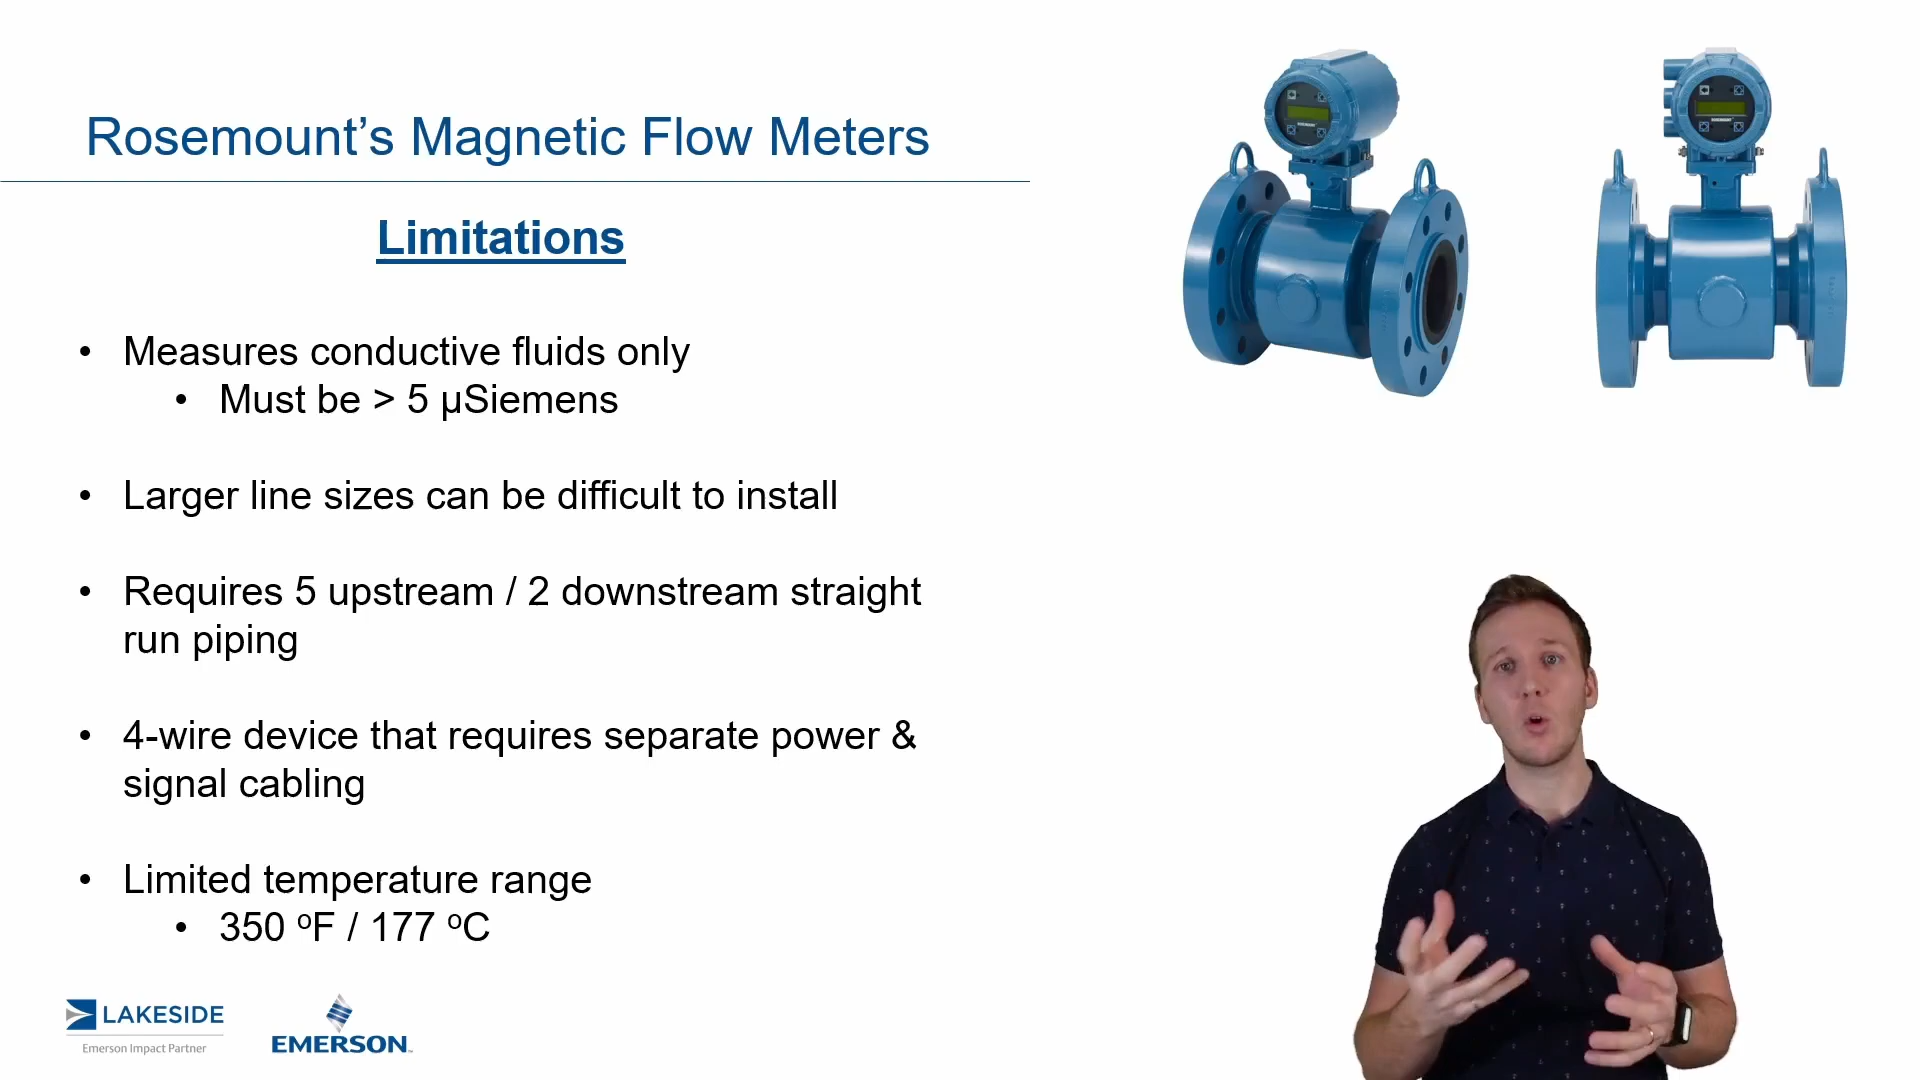 Rosemount’s Magnetic Flow Meters
Limitations
• Measures conductive fluids only
• Must be > 5 µSiemens
• Larger line sizes can be difficult to install
• Requires 5 upstream / 2 downstream straight
run piping
• 4-wire device that requires separate power &
signal cabling
• Limited temperature range
• 350 ºF / 177 ºC
LAKESIDE
Emerson Impact Partner
EMERSON